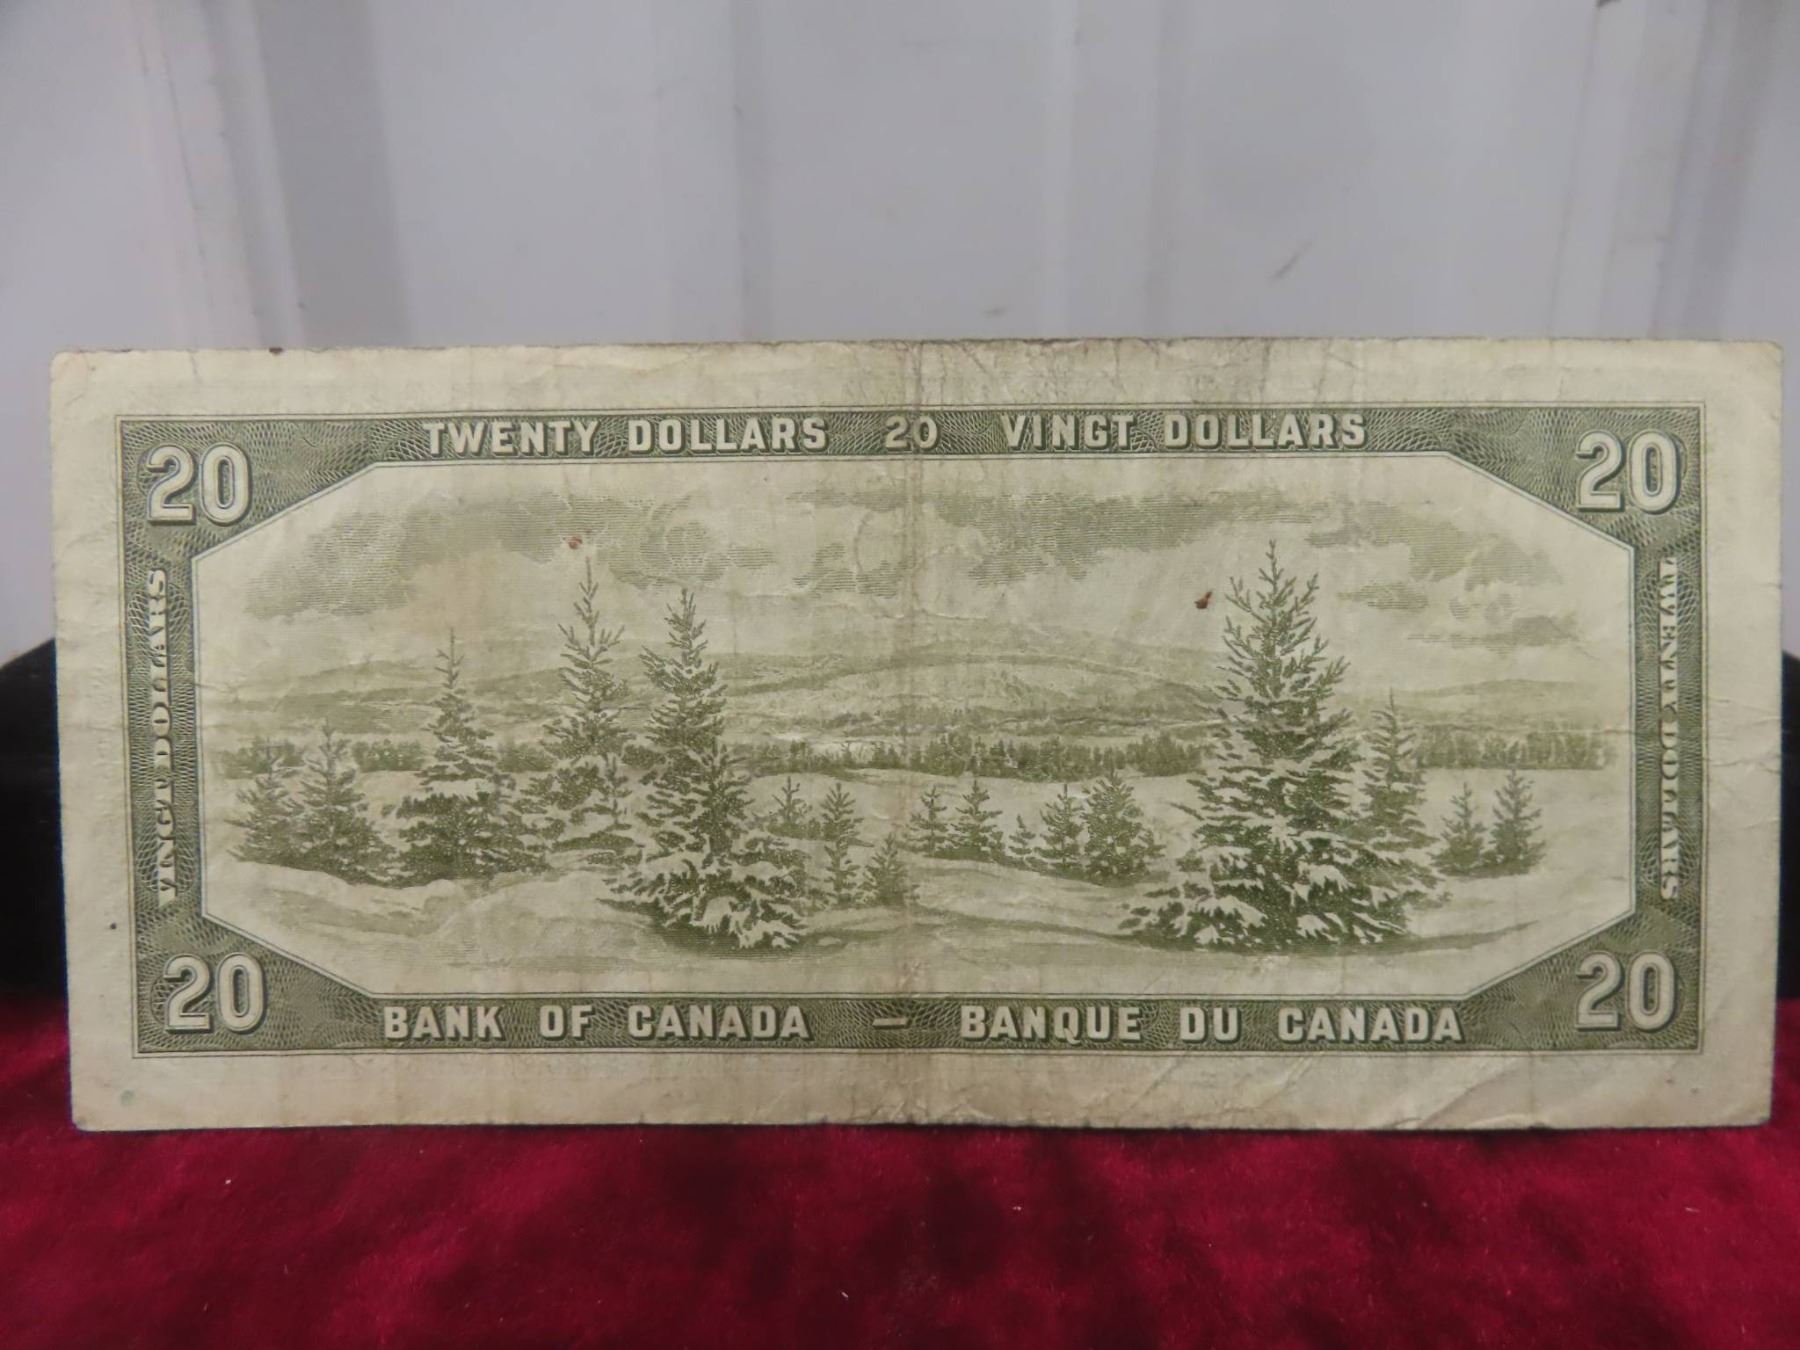 TWENTY DOLLARS 20 VINGT DOLLARS
20
20
VINGT DOLLARS
TWENTY DOLLARS
20
20
BANK OF CANADA — BANQUE DU CANADA